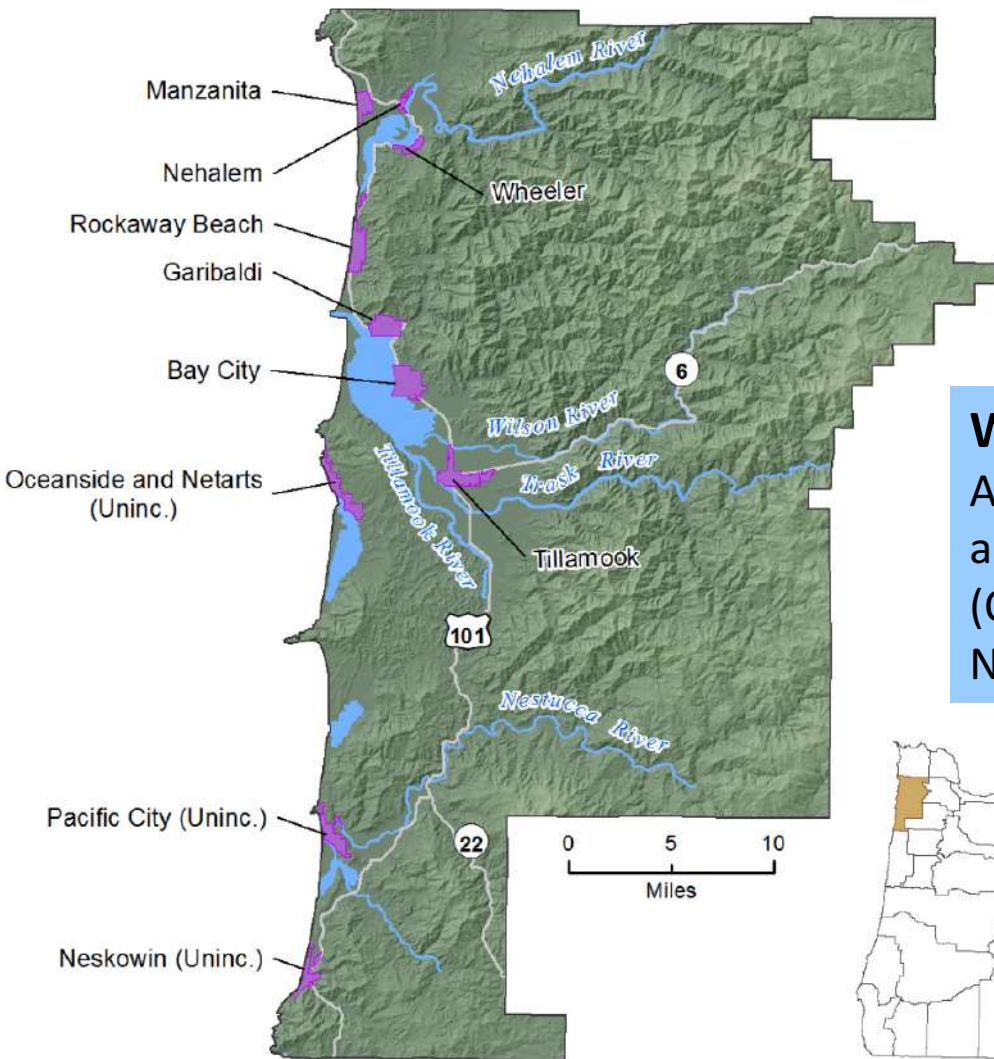 Nehalem River
Manzanita
Nehalem
Wheeler
Rockaway Beach
Garibaldi
Bay City
6
Wilson River
Trask River
Oceanside and Netarts
(Uninc.)
Tillamook River
Tillamook
101
Nestucca River
Pacific City (Uninc.)
22
0 5 10
Miles
Neskowin (Uninc.)